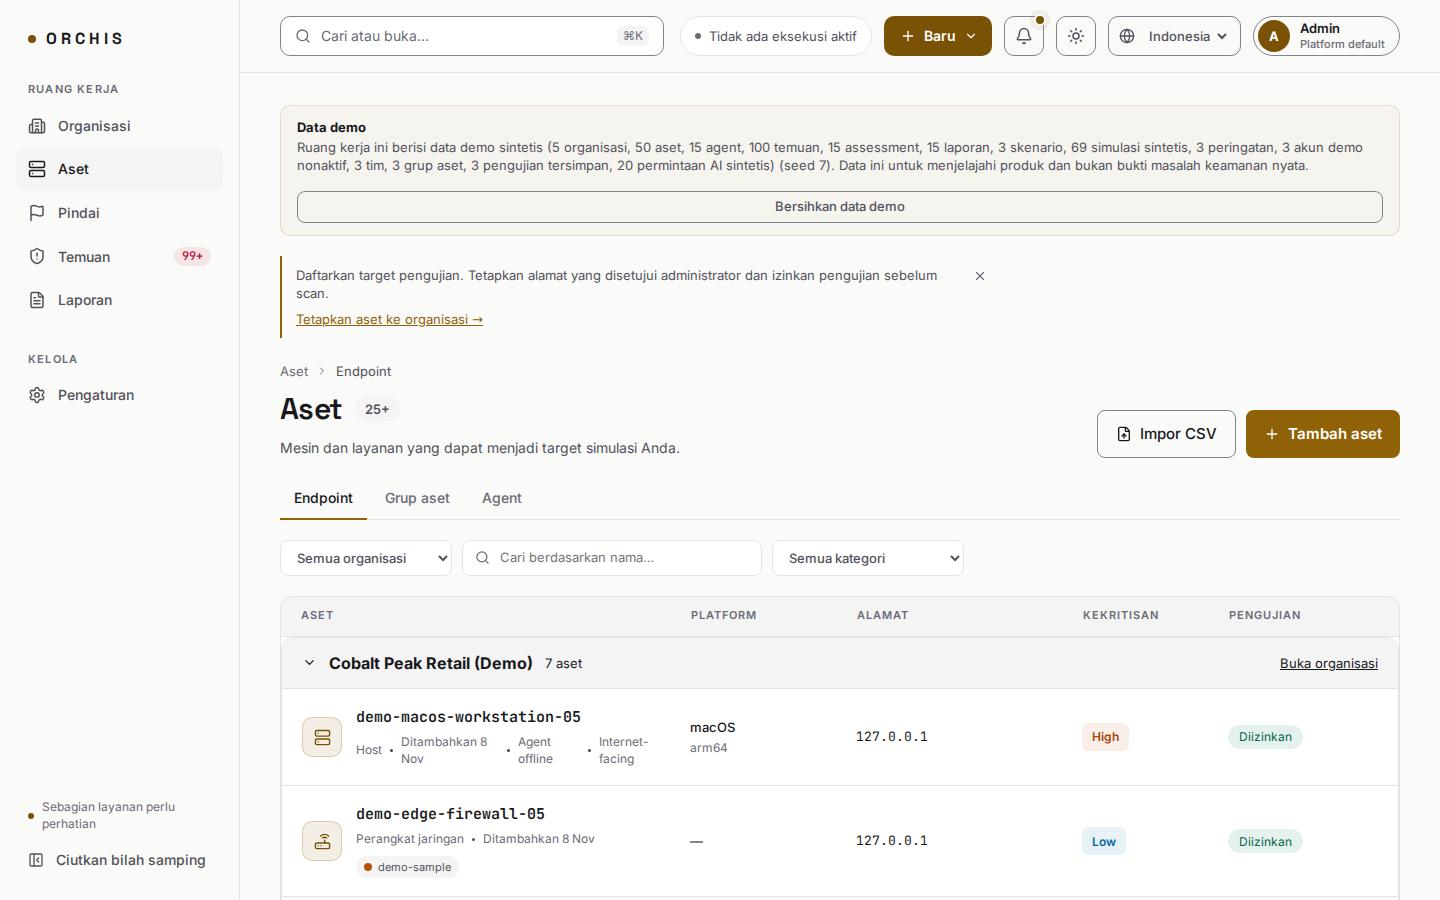 ORCHIS
Cari atau buka...
⌘K
Tidak ada eksekusi aktif
Baru
Indonesia
A
Admin
Platform default
RUANG KERJA
Organisasi
Aset
Pindai
Temuan
99+
Laporan
KELOLA
Pengaturan
Sebagian layanan perlu
perhatian
Ciutkan bilah samping
Data demo
Ruang kerja ini berisi data demo sintetis (5 organisasi, 50 aset, 15 agent, 100 temuan, 15 assessment, 15 laporan, 3 skenario, 69 simulasi sintetis, 3 peringatan, 3 akun demo
nonaktif, 3 tim, 3 grup aset, 3 pengujian tersimpan, 20 permintaan AI sintetis) (seed 7). Data ini untuk menjelajahi produk dan bukan bukti masalah keamanan nyata.
Bersihkan data demo
Daftarkan target pengujian. Tetapkan alamat yang disetujui administrator dan izinkan pengujian sebelum
scan.
Tetapkan aset ke organisasi →
Aset > Endpoint
Aset
25+
Mesin dan layanan yang dapat menjadi target simulasi Anda.
Impor CSV
+ Tambah aset
Endpoint
Grup aset
Agent
Semua organisasi
Cari berdasarkan nama...
Semua kategori
ASET
PLATFORM
ALAMAT
KEKRITISAN
PENGUJIAN
Cobalt Peak Retail (Demo)
7 aset
Buka organisasi
demo-macos-workstation-05
Host • Ditambahkan 8 Nov • Agent offline • Internet-facing
macOS
arm64
127.0.0.1
High
Diizinkan
demo-edge-firewall-05
Perangkat jaringan • Ditambahkan 8 Nov
demo-sample
—
127.0.0.1
Low
Diizinkan